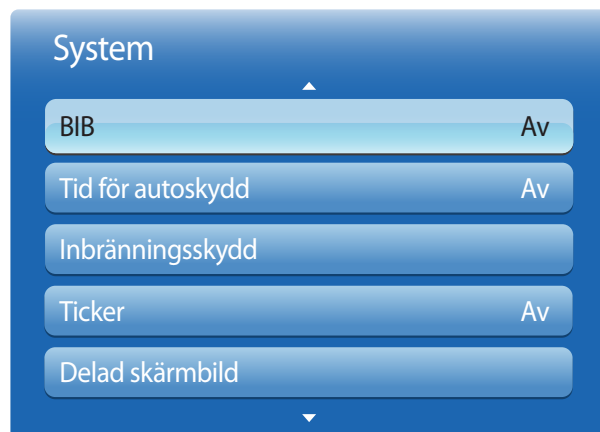 System
BIB Av
Tid för autoskydd Av
Inbränningsskydd
Ticker Av
Delad skärmbild